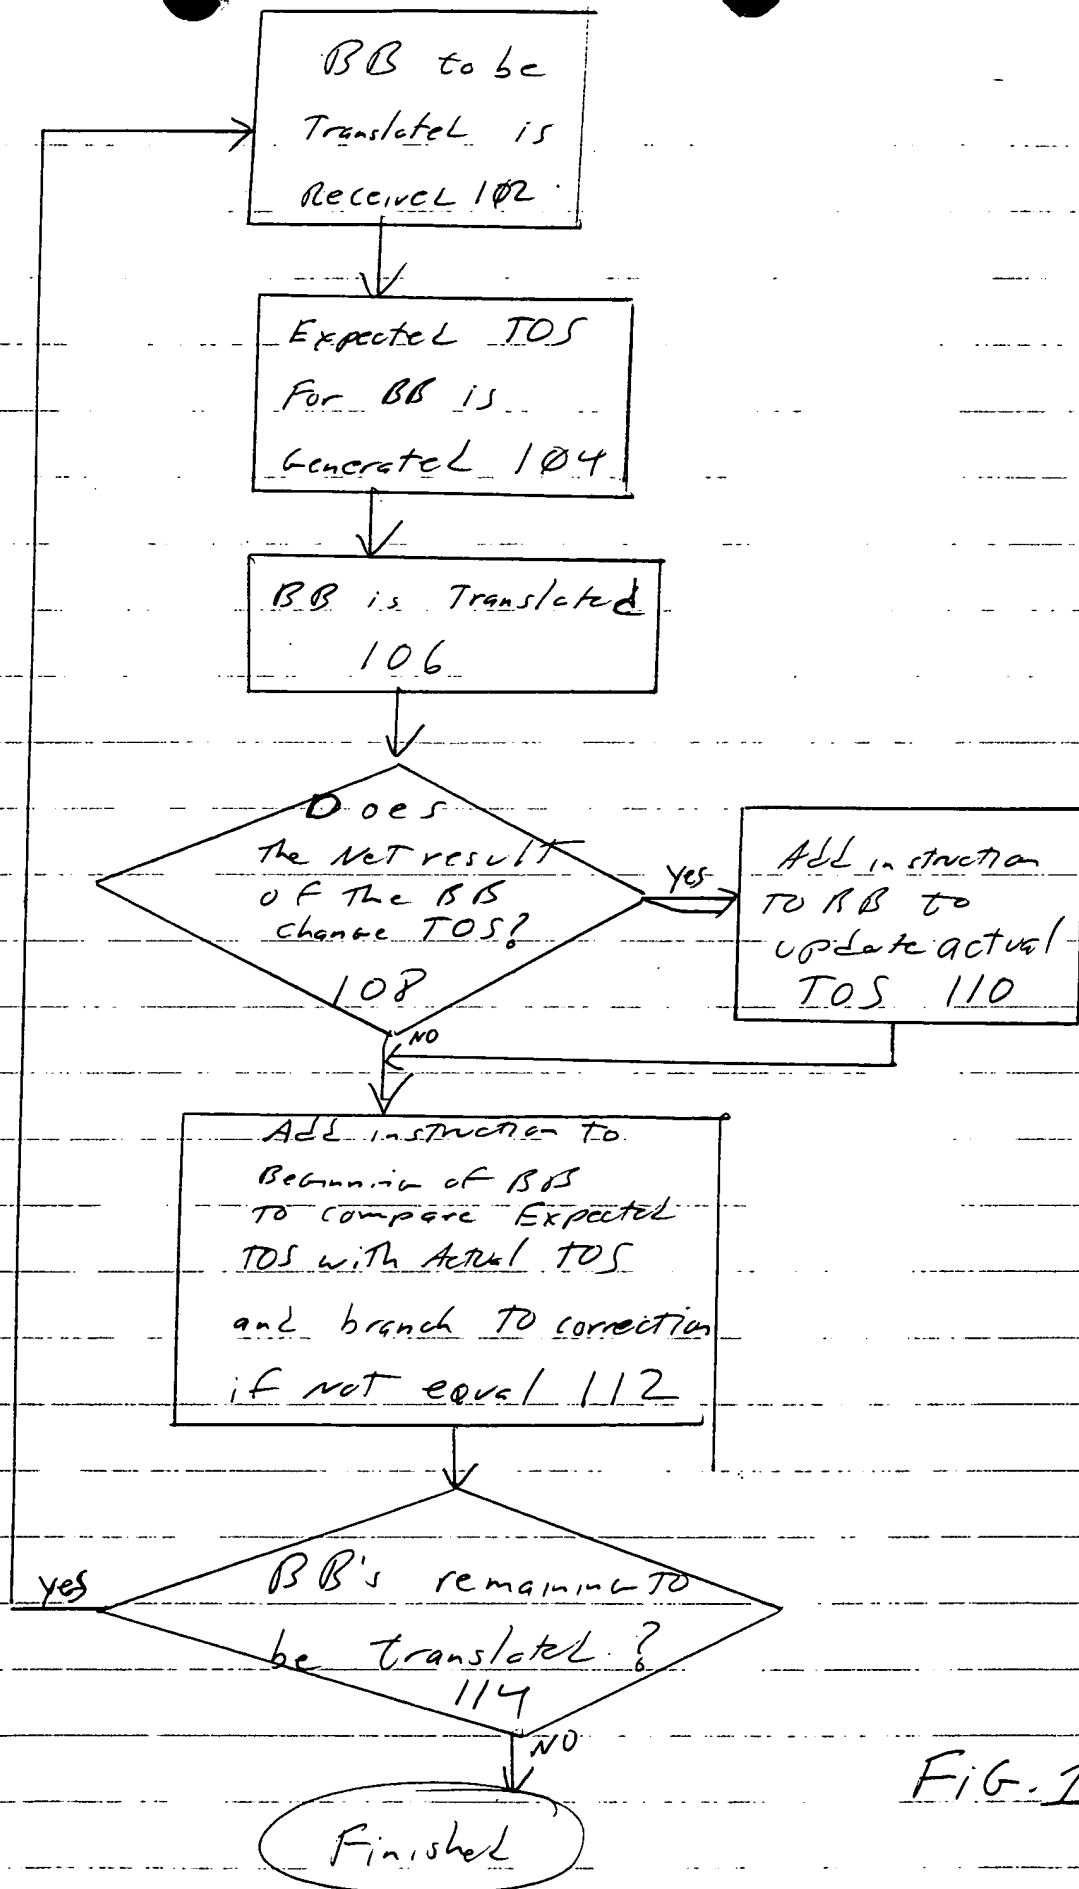 BB to be
Translated is
Received 102
Expected TOS
For BB is
Generated 104
BB is Translated
106
Does
The Net result
of The BB
change TOS?
108
yes
Add instruction
TO BB to
update actual
TOS 110
NO
Add instruction to
Beginning of BB
To compare Expected
TOS with Actual TOS
and branch TO correction
if NOT equal 112
BB's remaining TO
be translated?
114
yes
NO
Finished
FiG. 1